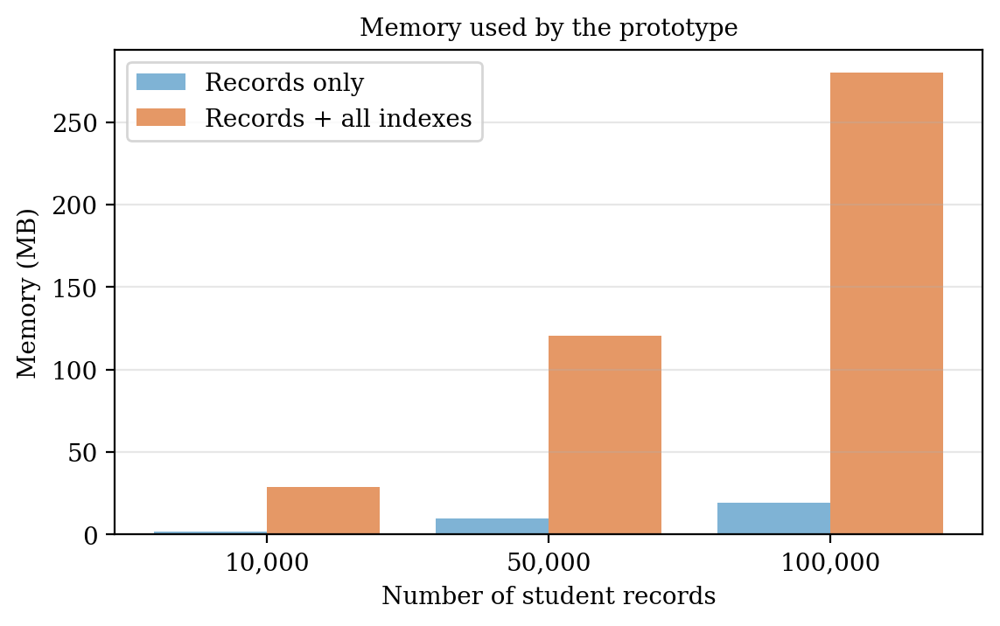 Memory used by the prototype
Records only
Records + all indexes
Memory (MB)
250
200
150
100
50
0
10,000 50,000 100,000
Number of student records